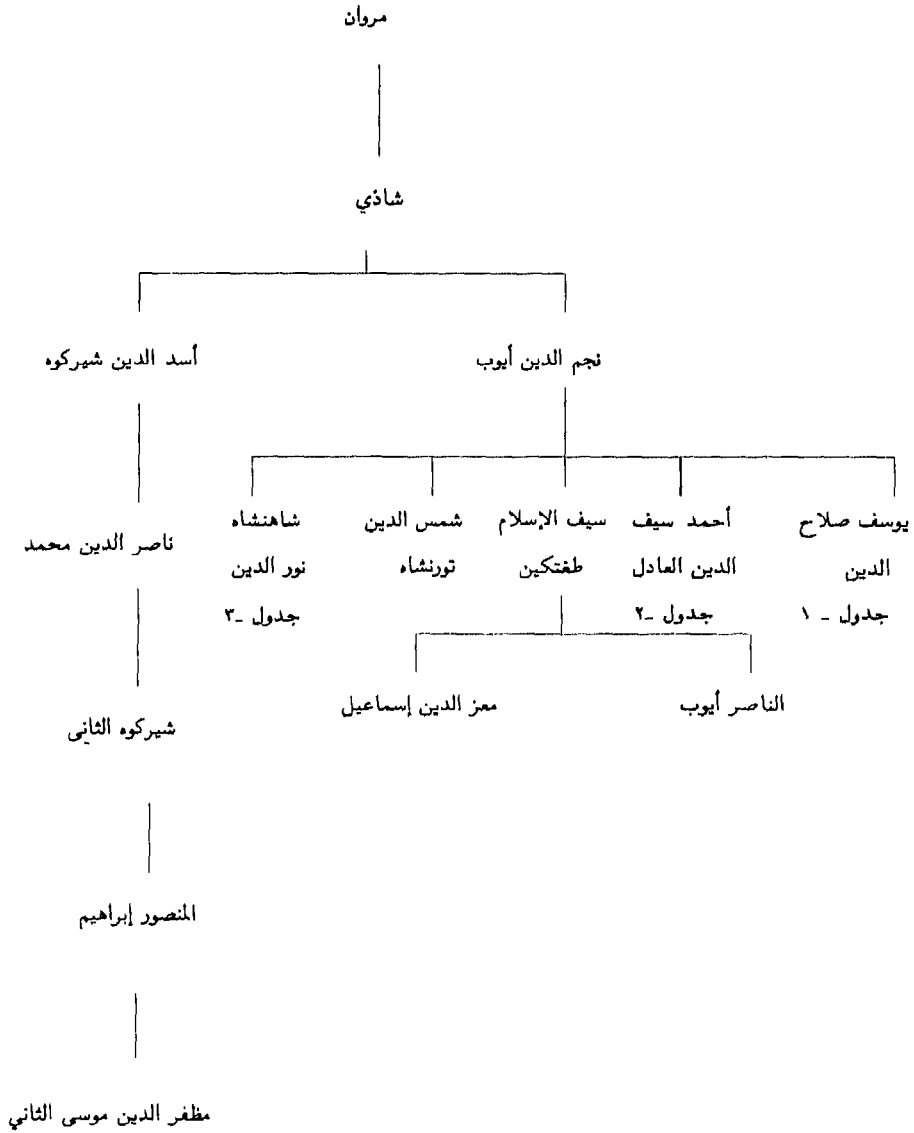 مروان
شاذي
نجم الدين أيوب
أسد الدين شيركوه
يوسف صلاح
الدين
جدول - ١
أحمد سيف
الدين العادل
جدول -٢
سيف الإسلام
طغتكين
شمس الدين
تورنشاه
شاهنشاه
نور الدين
جدول -٣
ناصر الدين محمد
الناصر أيوب
معز الدين إسماعيل
شيركوه الثانى
المنصور إبراهيم
مظفر الدين موسى الثاني